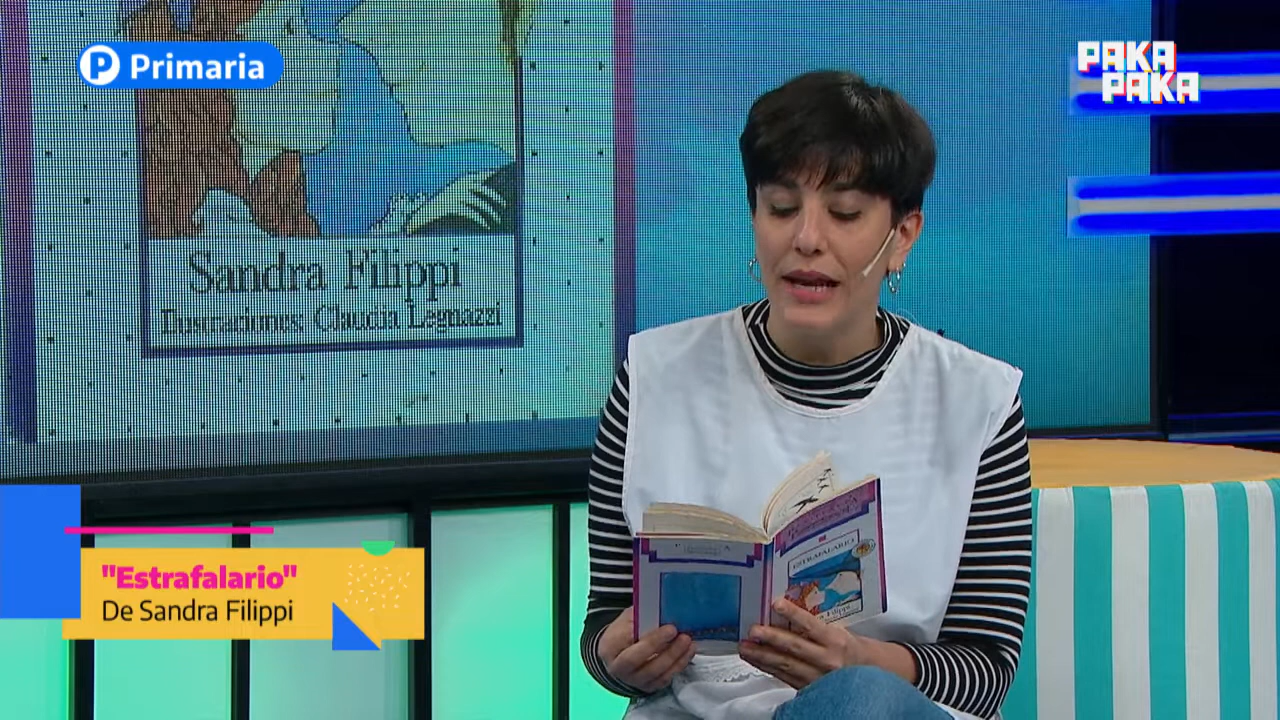 Primaria
PAKA
PAKA
Sandra Filippi
Ilustraciones: Claudia Legnazzi
ESTRAFALARIO
"Estrafalario"
De Sandra Filippi